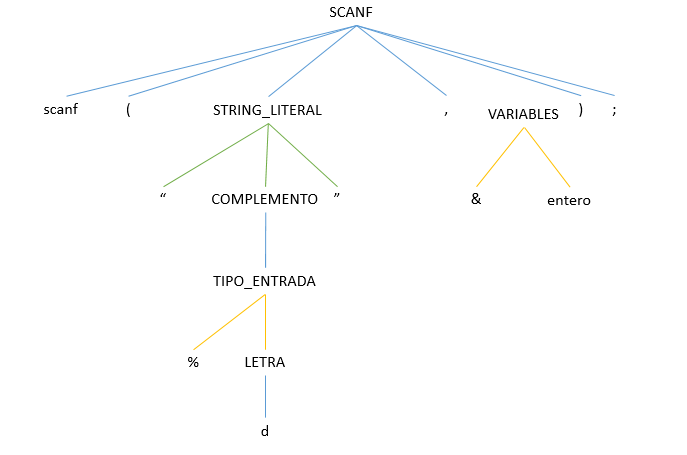 SCANF
scanf ( STRING_LITERAL , VARIABLES ) ;
“ COMPLEMENTO ” & entero
TIPO_ENTRADA
% LETRA
d